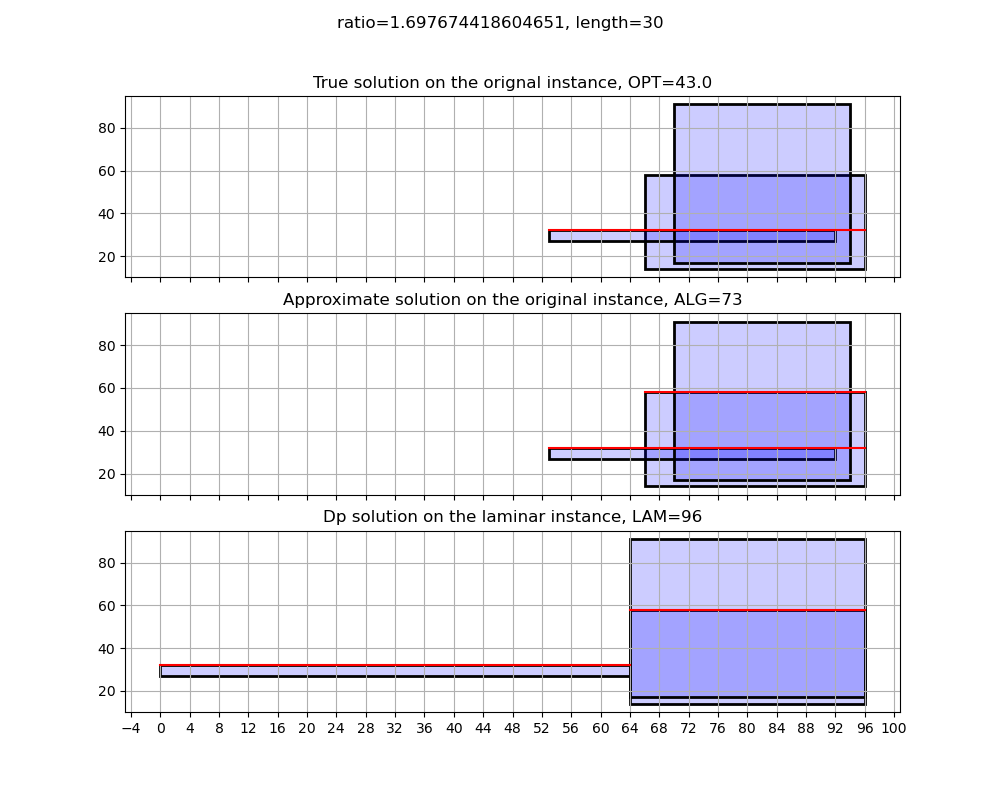 ratio=1.697674418604651, length=30
True solution on the orignal instance, OPT=43.0
80
60
40
20
Approximate solution on the original instance, ALG=73
80
60
40
20
Dp solution on the laminar instance, LAM=96
80
60
40
20
−4 0 4 8 12 16 20 24 28 32 36 40 44 48 52 56 60 64 68 72 76 80 84 88 92 96 100